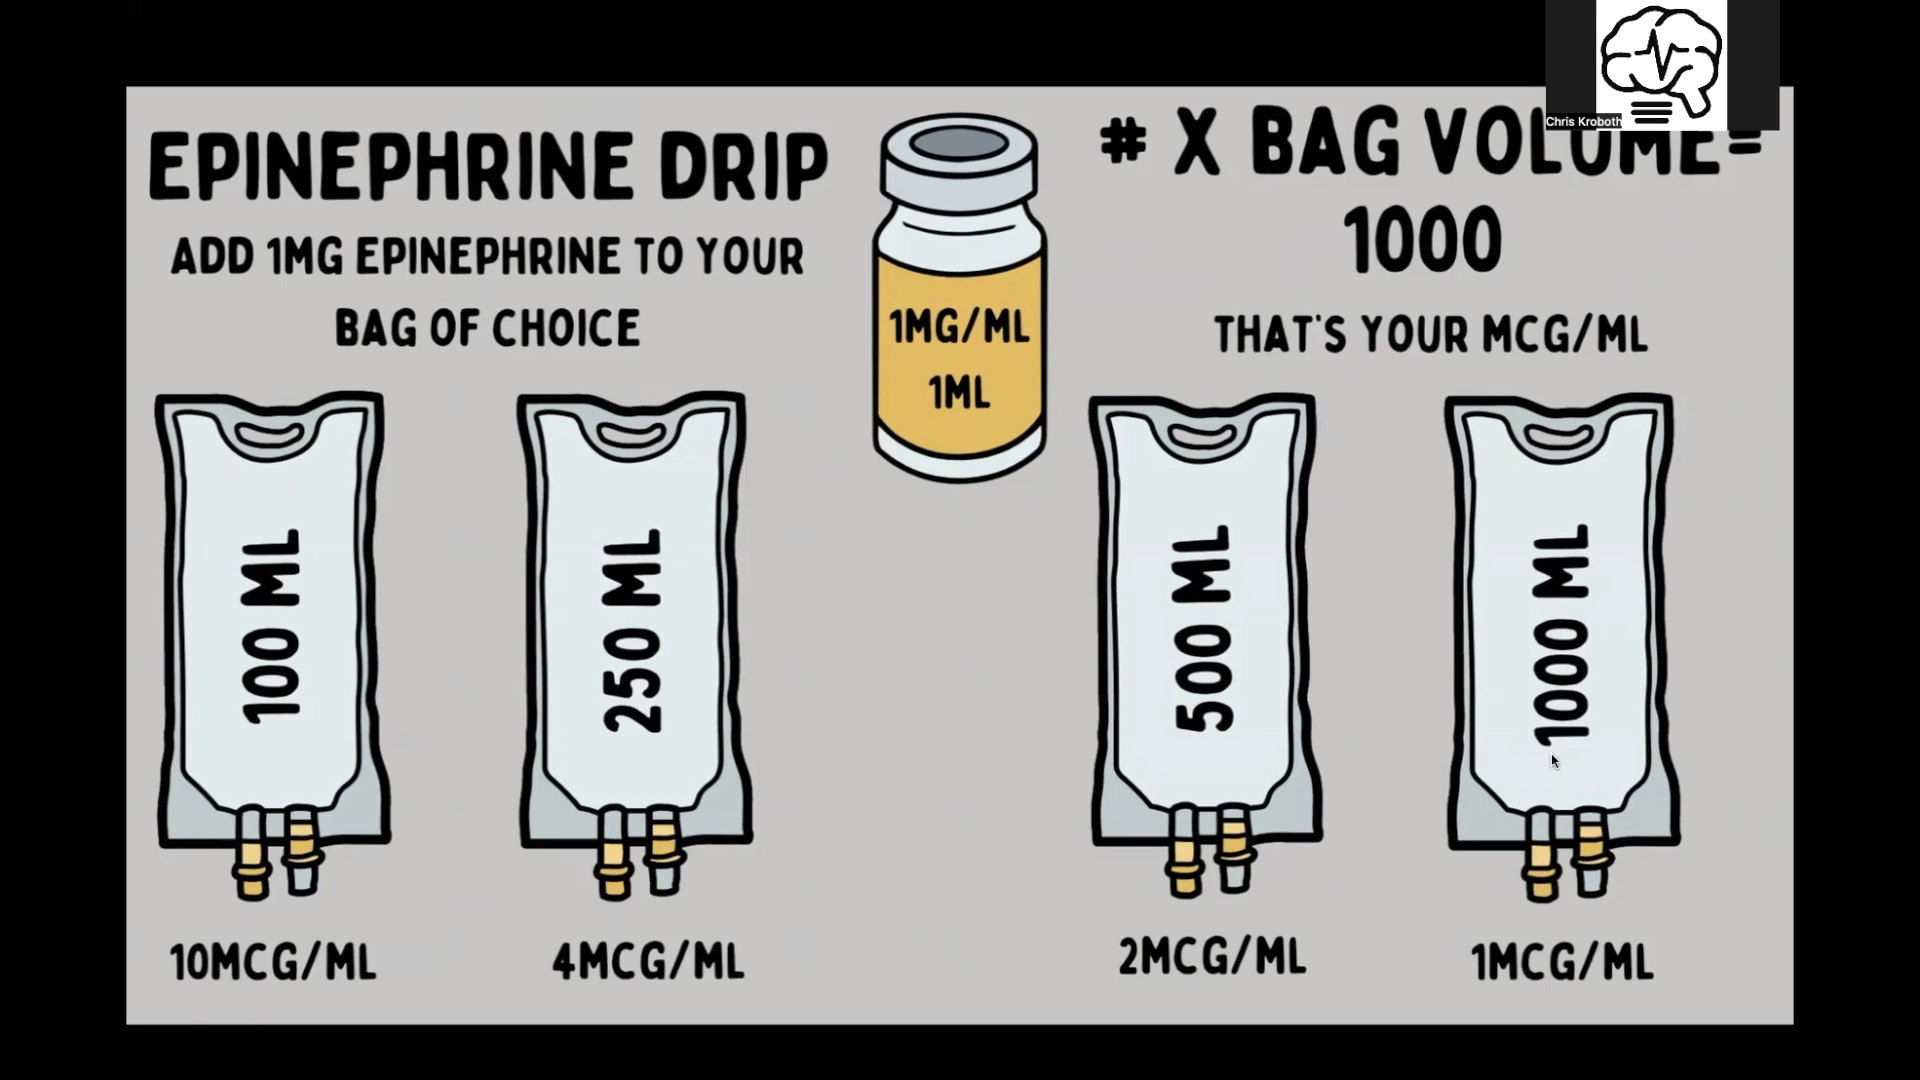 EPINEPHRINE DRIP
ADD 1MG EPINEPHRINE TO YOUR
BAG OF CHOICE
1MG/ML
1ML
# X BAG VOLUME=
1000
THAT'S YOUR MCG/ML
Chris Kroboth
100 ML
250 ML
500 ML
1000 ML
10MCG/ML
4MCG/ML
2MCG/ML
1MCG/ML